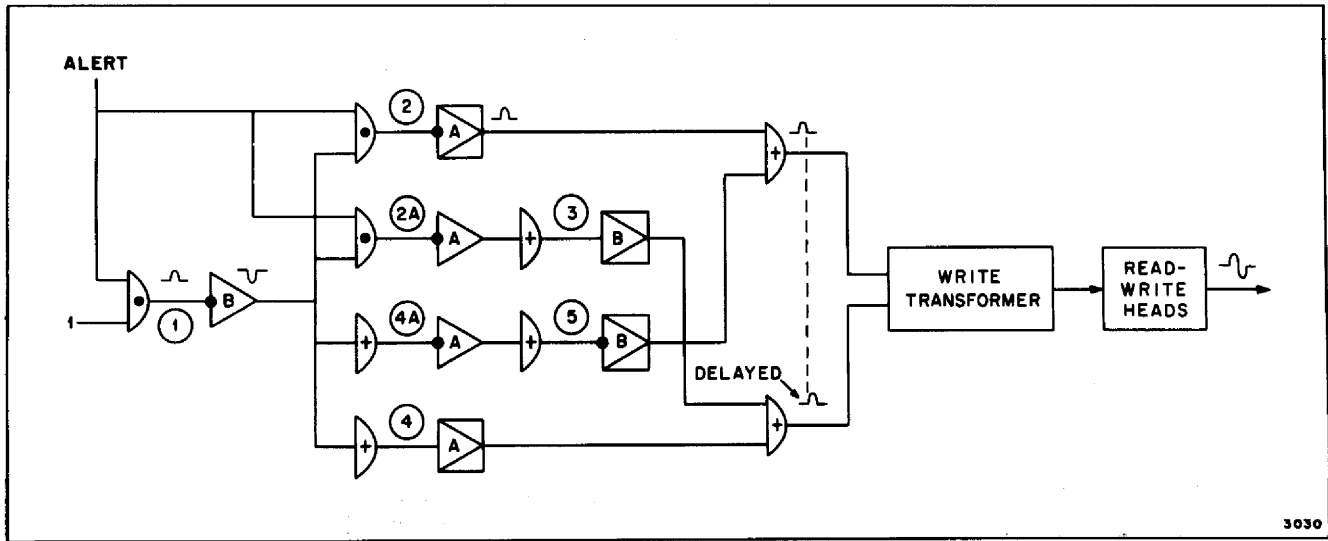 ALERT
2
A
+
2A
A
+
3
B
1
1
B
+
4A
A
+
5
B
DELAYED
+
4
A
+
WRITE
TRANSFORMER
READ-
WRITE
HEADS
3030